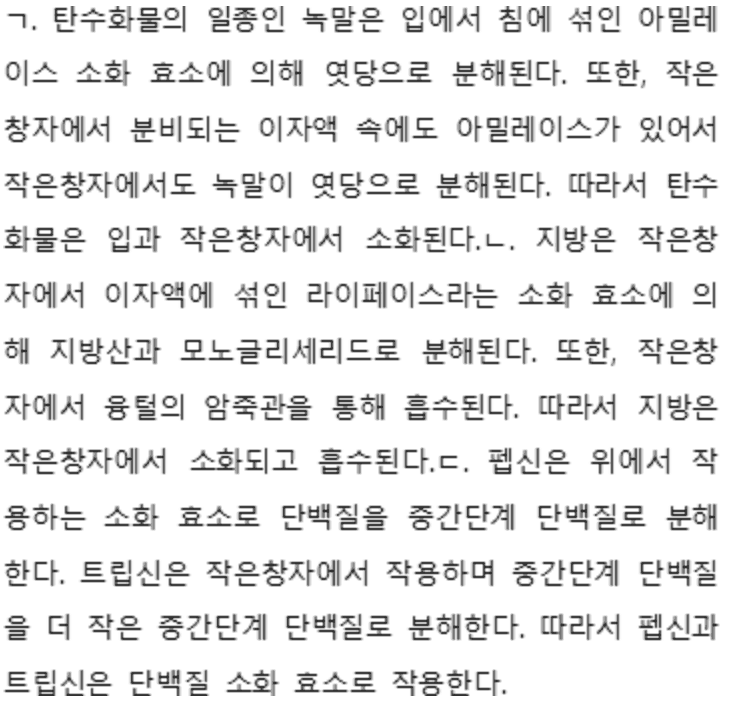 ㄱ. 탄수화물의 일종인 녹말은 입에서 침에 섞인 아밀레
이스 소화 효소에 의해 엿당으로 분해된다. 또한, 작은
창자에서 분비되는 이자액 속에도 아밀레이스가 있어서
작은창자에서도 녹말이 엿당으로 분해된다. 따라서 탄수
화물은 입과 작은창자에서 소화된다.ㄴ. 지방은 작은창
자에서 이자액에 섞인 라이페이스라는 소화 효소에 의
해 지방산과 모노글리세리드로 분해된다. 또한, 작은창
자에서 융털의 암죽관을 통해 흡수된다. 따라서 지방은
작은창자에서 소화되고 흡수된다.ㄷ. 펩신은 위에서 작
용하는 소화 효소로 단백질을 중간단계 단백질로 분해
한다. 트립신은 작은창자에서 작용하며 중간단계 단백질
을 더 작은 중간단계 단백질로 분해한다. 따라서 펩신과
트립신은 단백질 소화 효소로 작용한다.